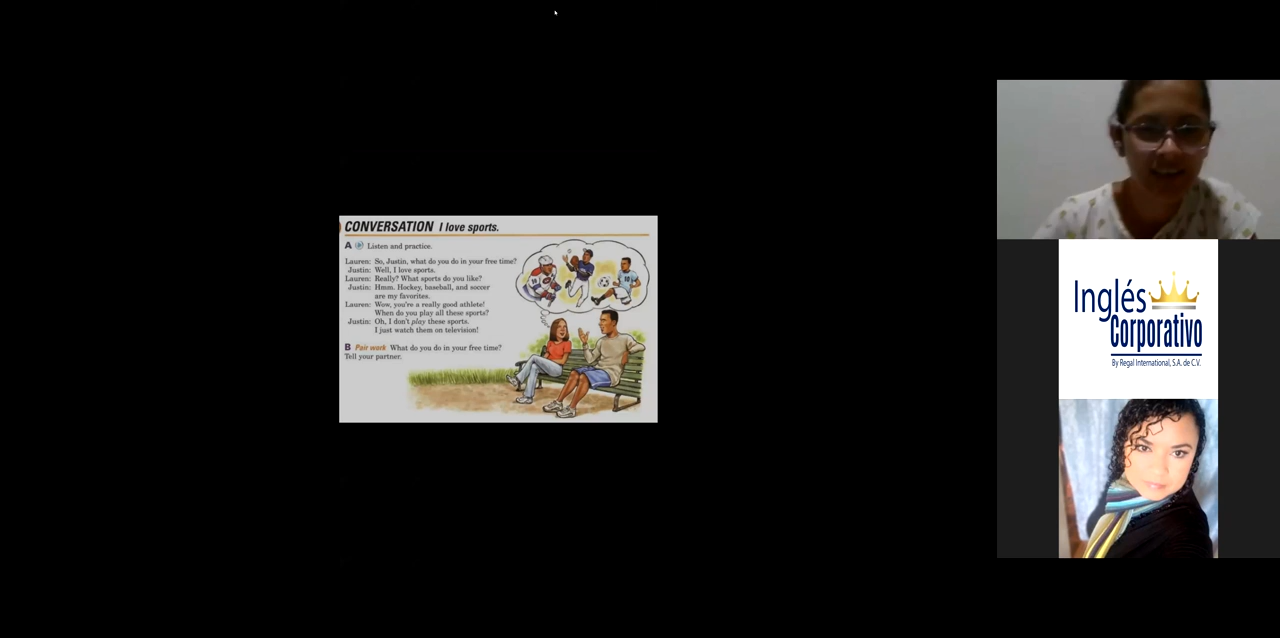 CONVERSATION I love sports.
A Listen and practice.
Lauren: So, Justin, what do you do in your free time?
Justin: Well, I love sports.
Lauren: Really? What sports do you like?
Justin: Hmm. Hockey, baseball, and soccer
are my favorites.
Lauren: Wow, you're a really good athlete!
When do you play all these sports?
Justin: Oh, I don't play these sports.
I just watch them on television!
B Pair work What do you do in your free time?
Tell your partner.
Inglés
Corporativo
By Regal International, S.A. de C.V.